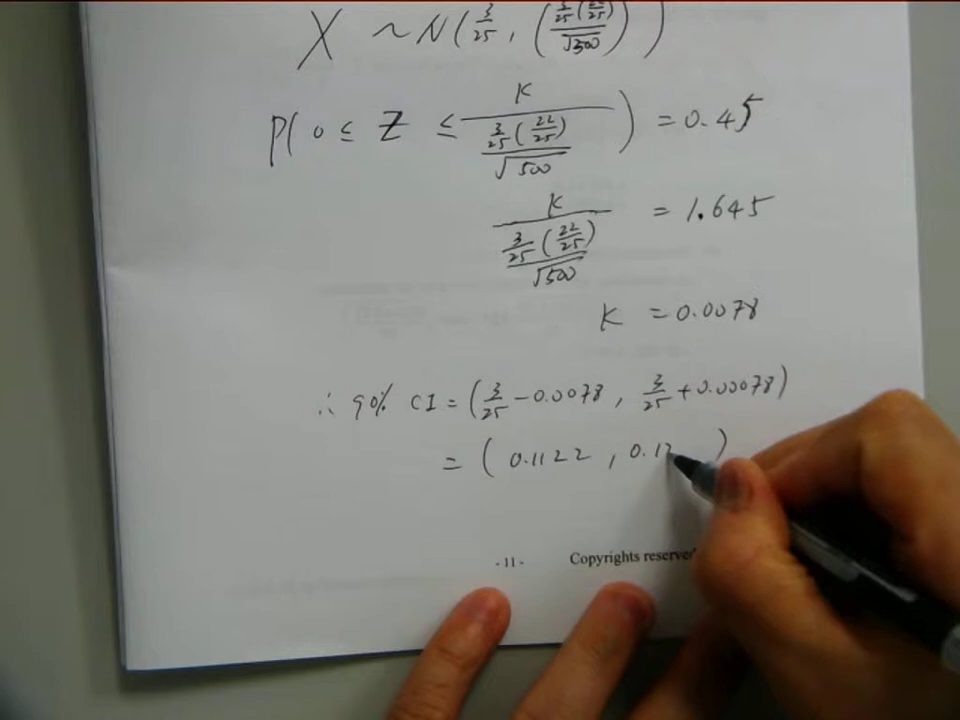 X ~ N(3/25, (3/25(22/25)/√500))
P(0 ≤ Z ≤ K/(3/25(22/25)/√500)) = 0.45
K/(3/25(22/25)/√500) = 1.645
K = 0.0078
∴ 90% CI = (3/25 - 0.0078, 3/25 + 0.00078)
= (0.1122, 0.12 )
- 11 - Copyrights reserved